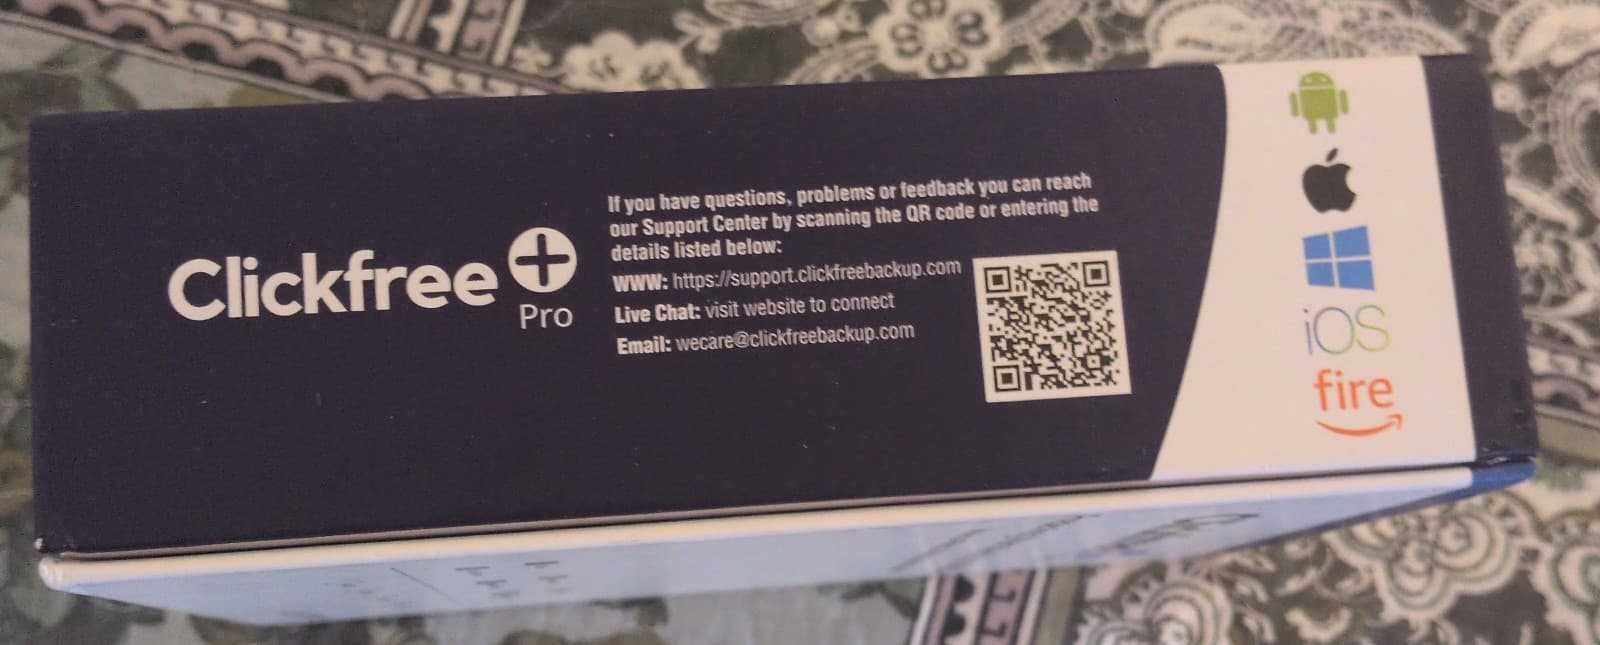 Clickfree
Pro
If you have questions, problems or feedback you can reach
our Support Center by scanning the QR code or entering the
details listed below:
WWW: https://support.clickfreebackup.com
Live Chat: visit website to connect
Email: wecare@clickfreebackup.com
iOS
fire